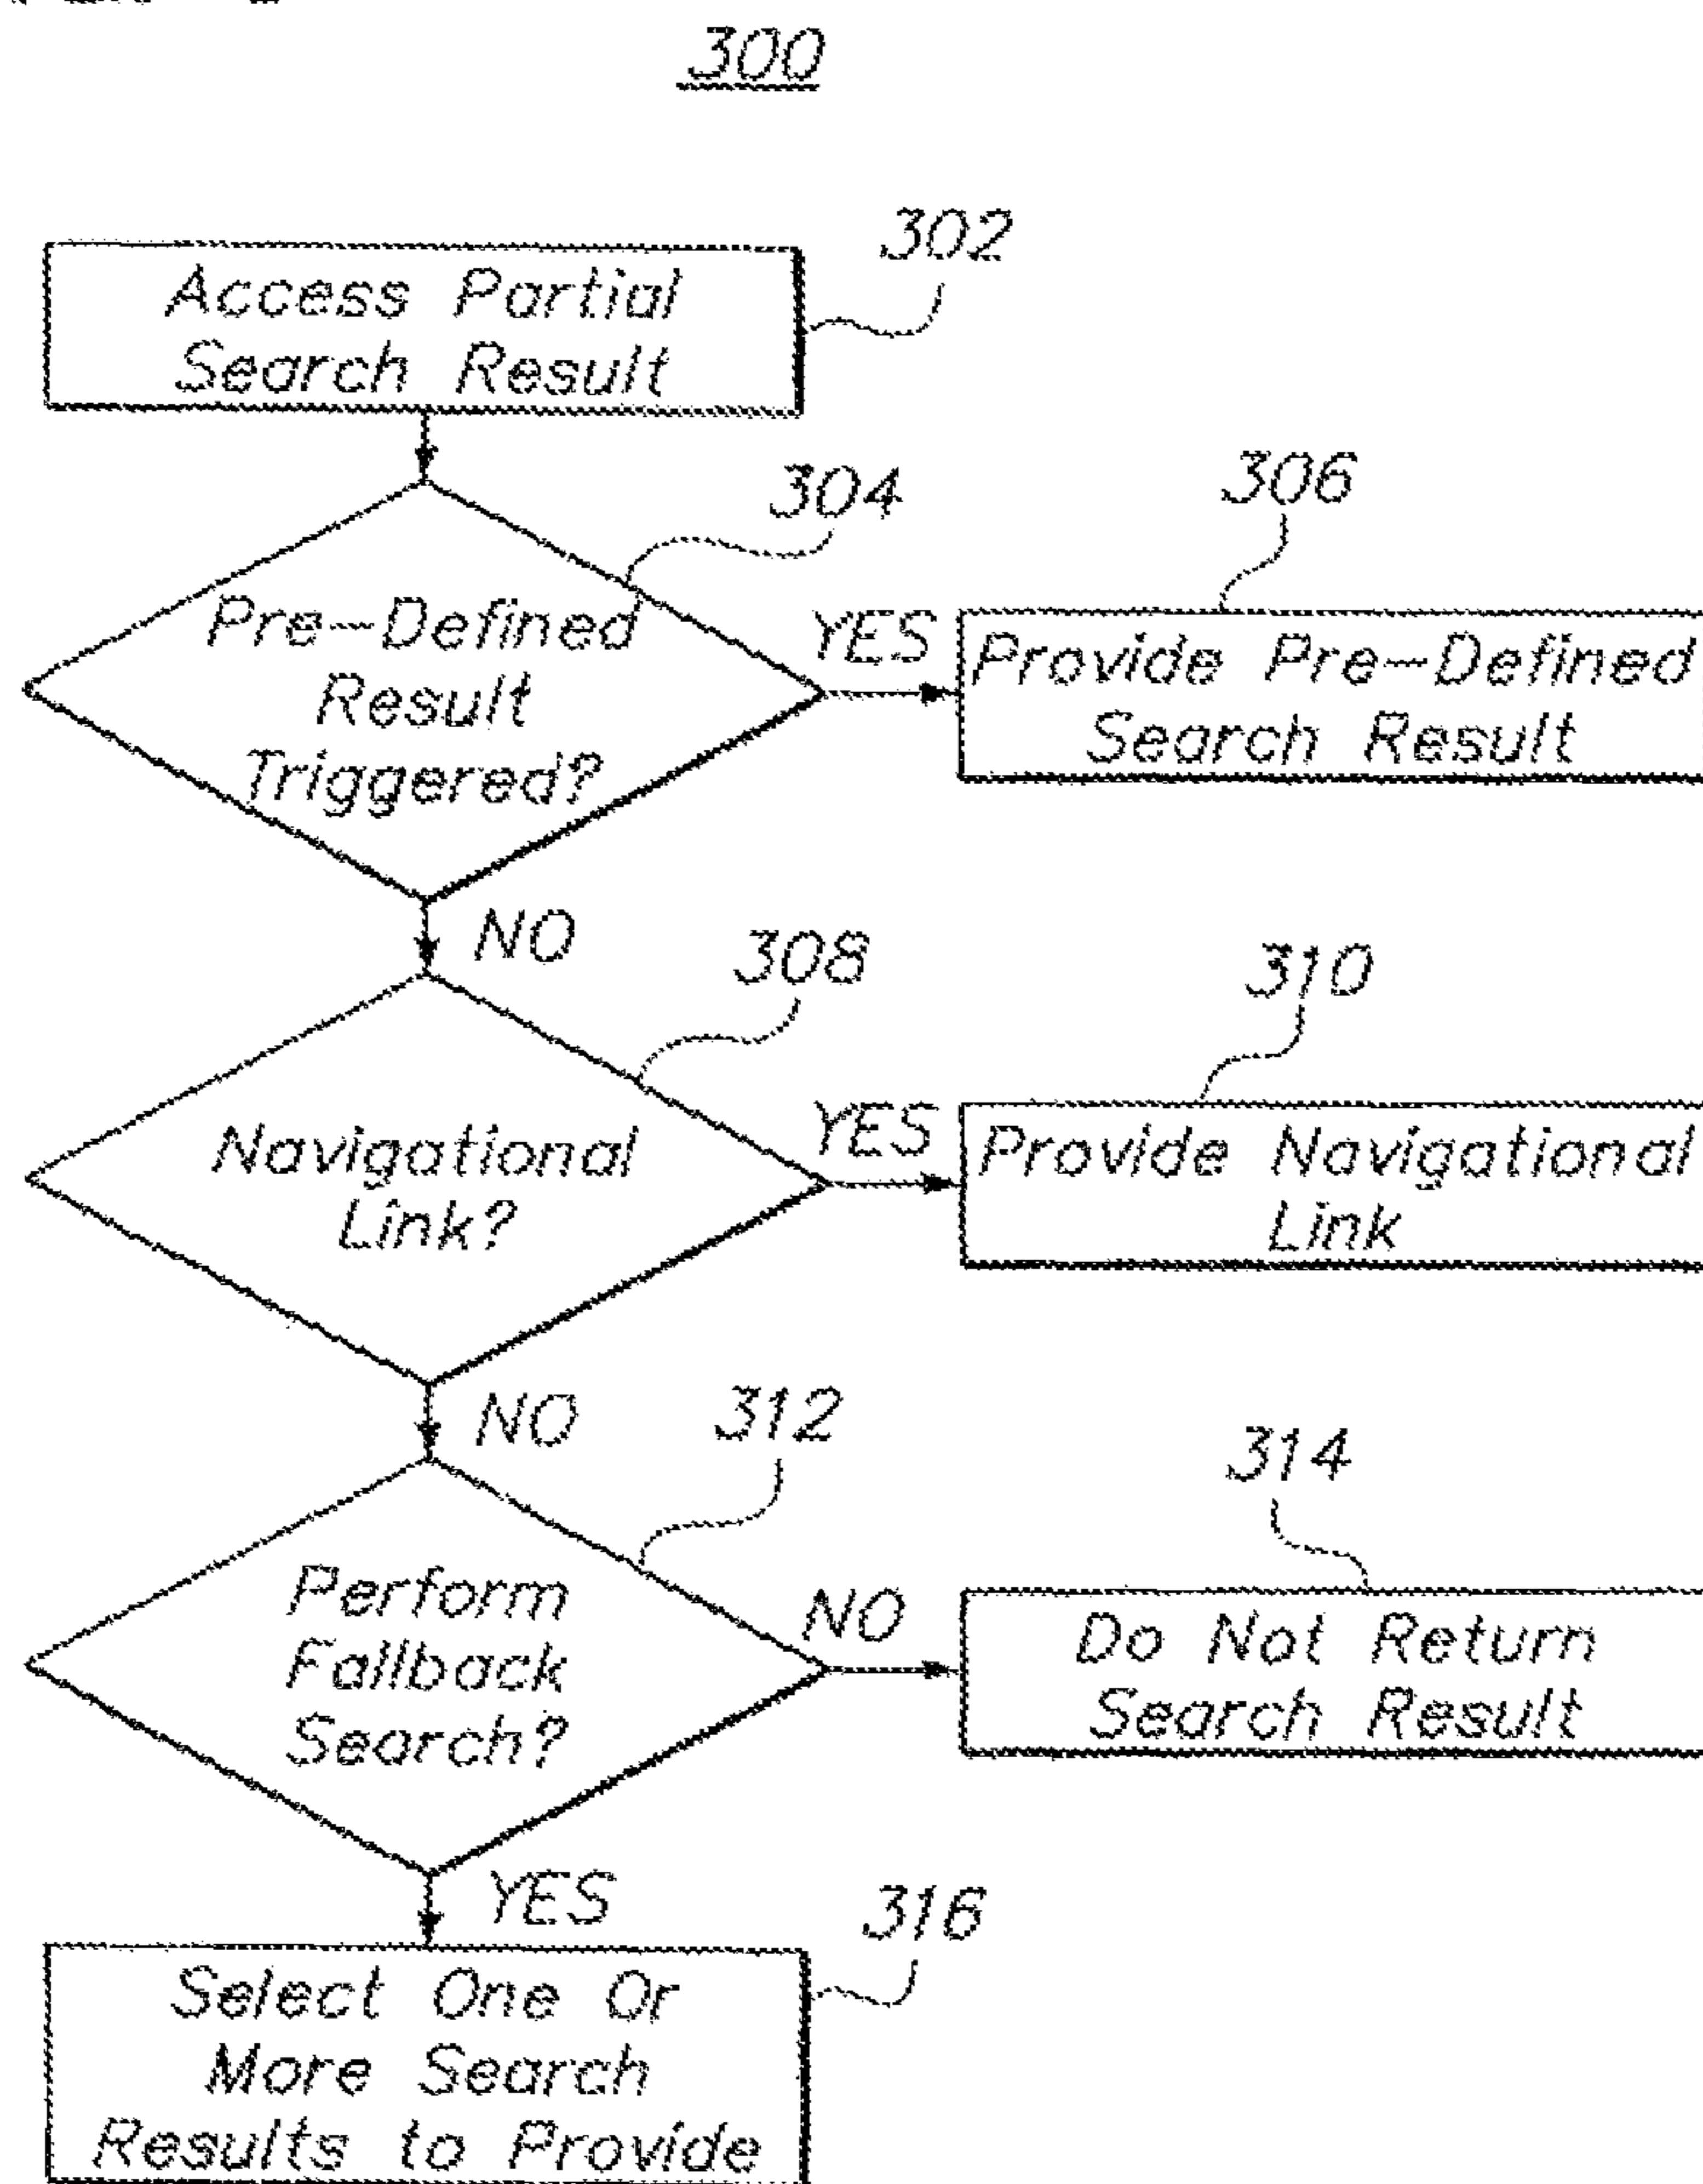 300
302
Access Partial
Search Result
304
Pre-Defined
Result
Triggered?
YES
306
Provide Pre-Defined
Search Result
NO
308
Navigational
Link?
YES
310
Provide Navigational
Link
NO
312
Perform
Fallback
Search?
NO
314
Do Not Return
Search Result
YES
316
Select One Or
More Search
Results to Provide